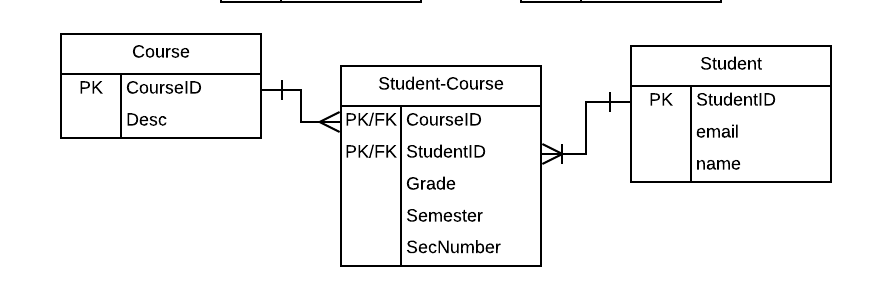 Course
PK CourseID
Desc
Student-Course
PK/FK CourseID
PK/FK StudentID
Grade
Semester
SecNumber
Student
PK StudentID
email
name